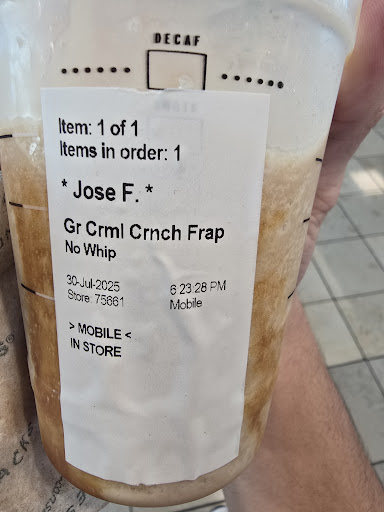 DECAF
Item: 1 of 1
Items in order: 1
* Jose F. *
Gr Crml Crnch Frap
No Whip
30-Jul-2025 6:23:28 PM
Store: 75661 Mobile
> MOBILE <
IN STORE